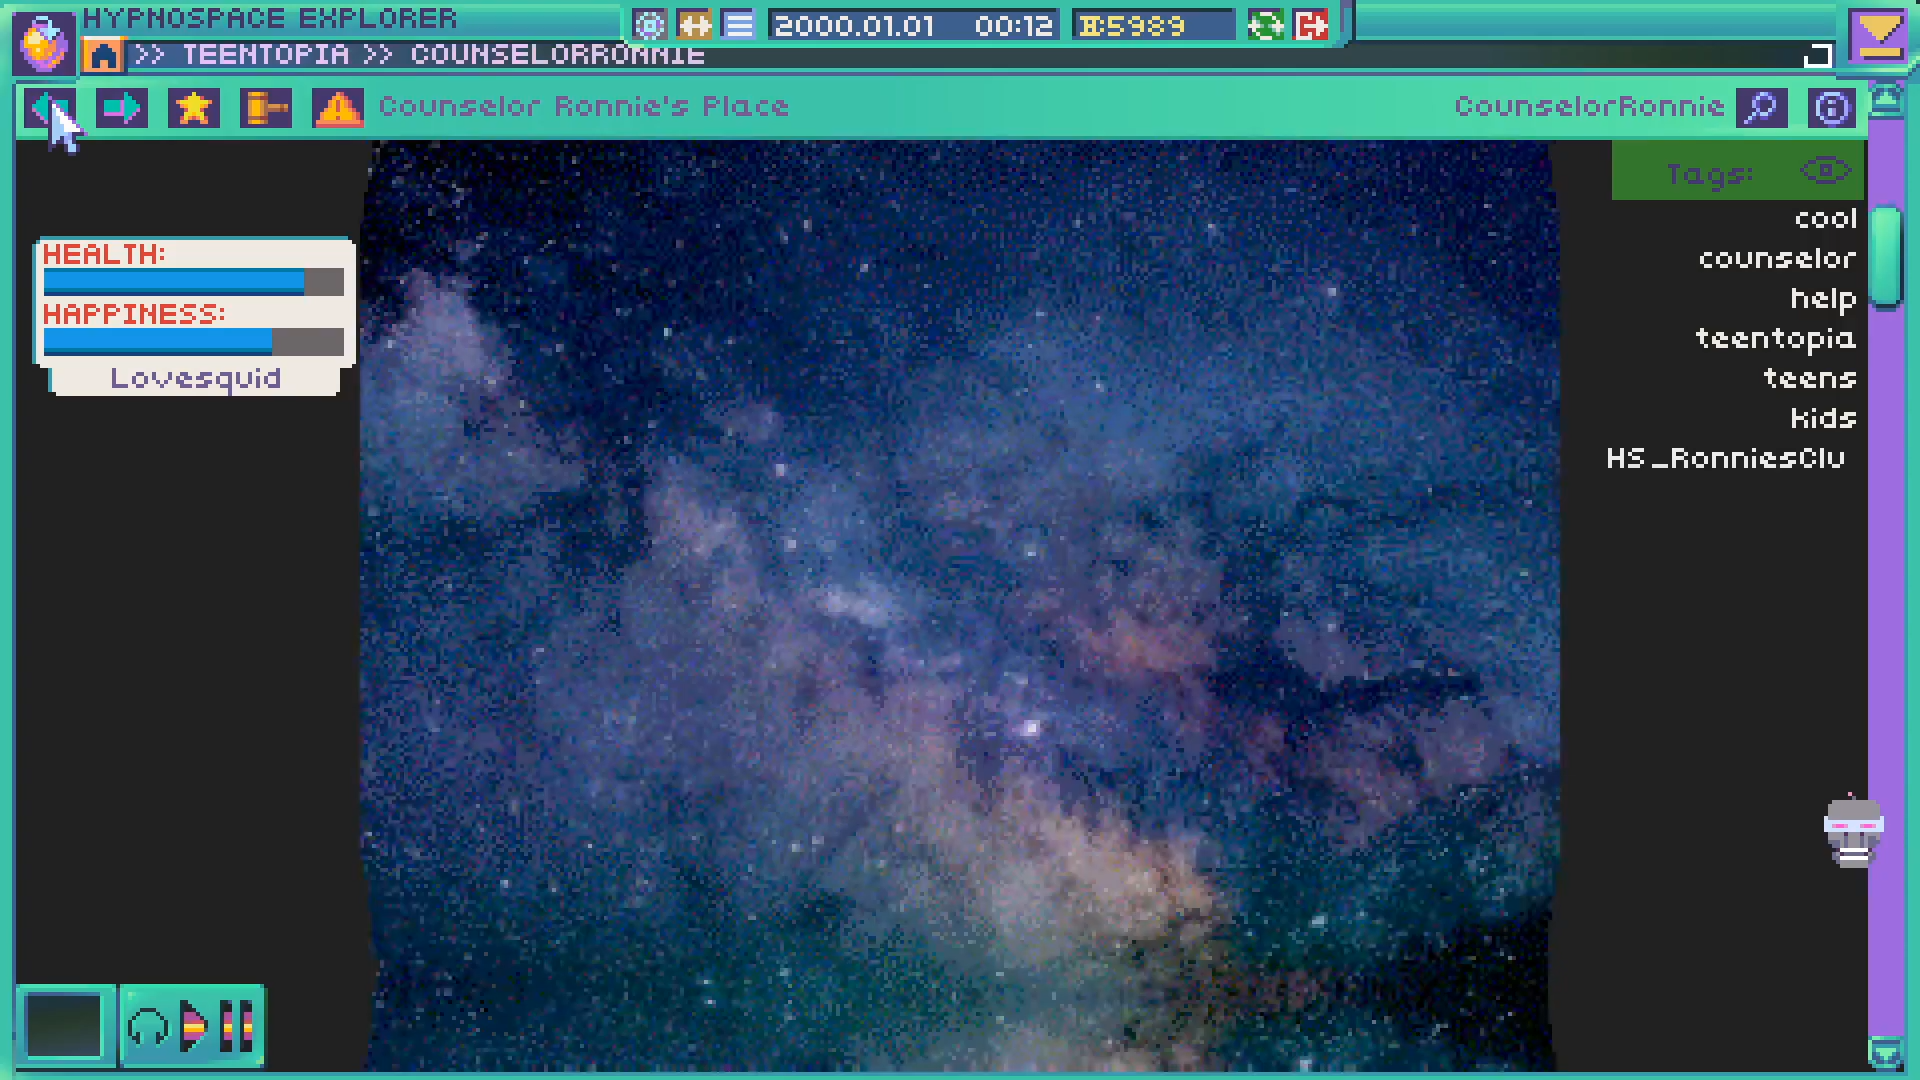 HYPNOSPACE EXPLORER
2000.01.01 00:12
5989
>> TEENTOPIA >> COUNSELORRONNIE
Counselor Ronnie's Place
CounselorRonnie
Tags:
cool
counselor
help
teentopia
teens
kids
HS_RonniesClu
HEALTH:
HAPPINESS:
Lovesquid